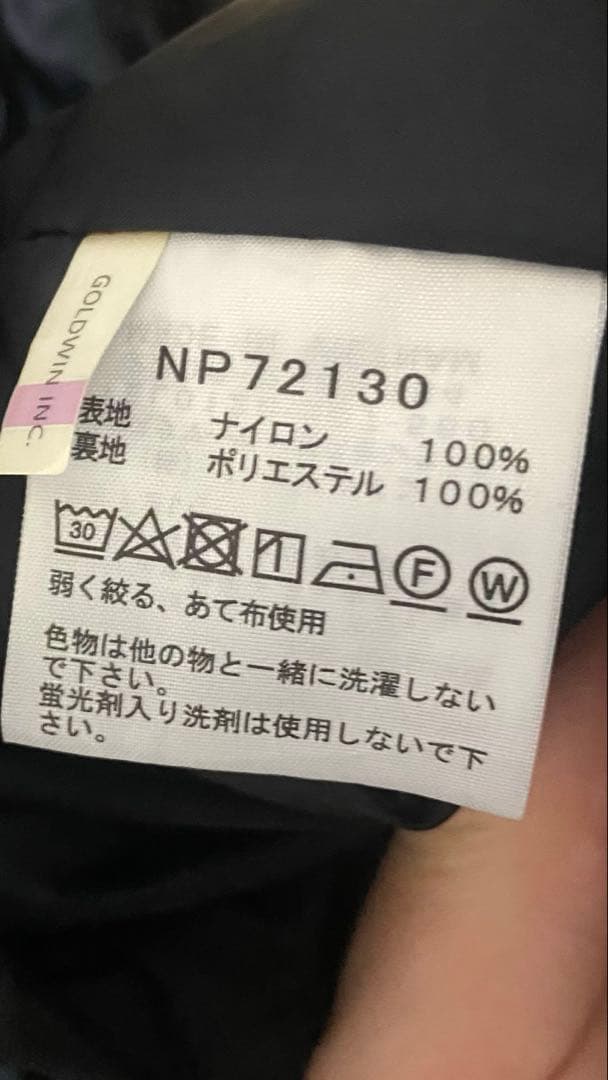 GOLDWIN INC.
NP72130
表地 ナイロン 100%
裏地 ポリエステル 100%
30 F W
弱く絞る、あて布使用
色物は他の物と一緒に洗濯しない
で下さい。
蛍光剤入り洗剤は使用しないで下
さい。